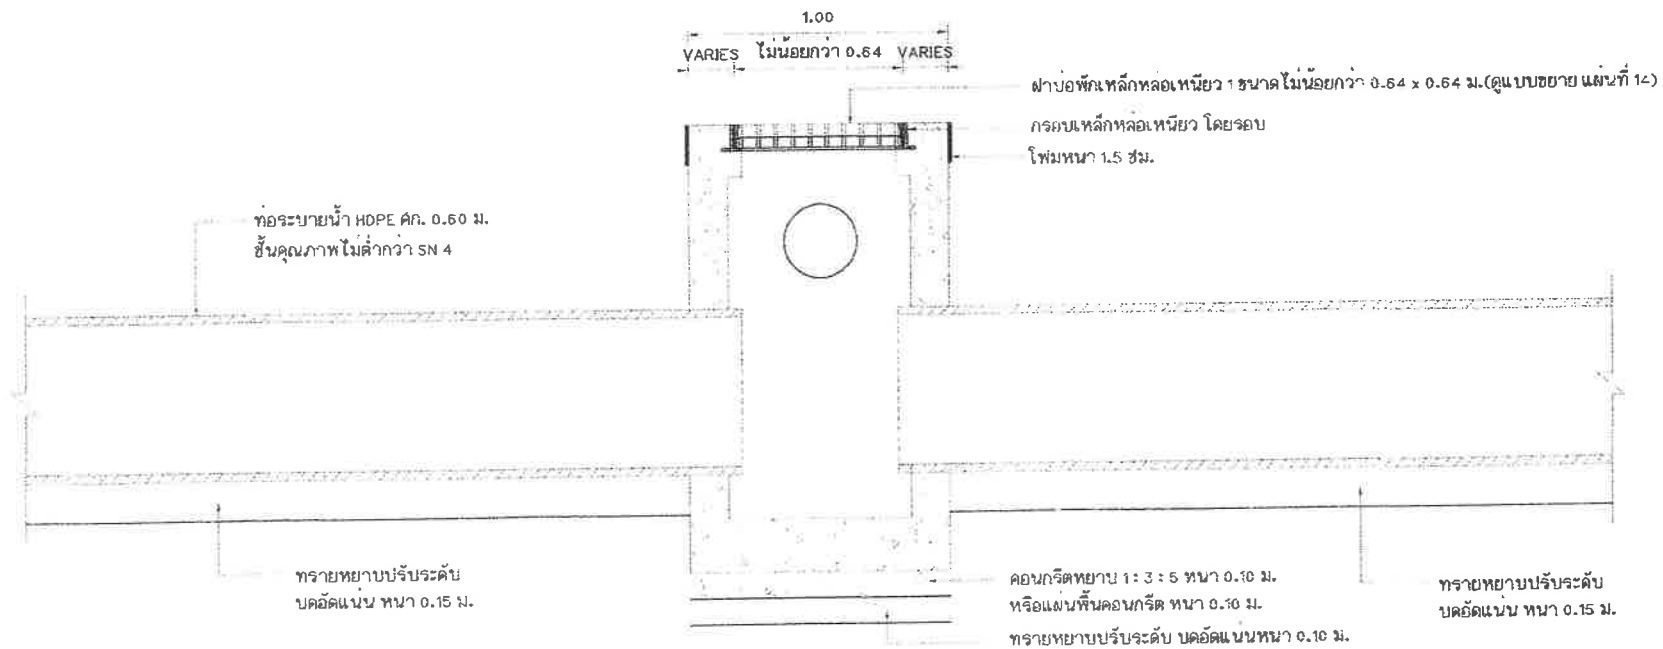 1.00
VARIES ไม่น้อยกว่า 0.64 VARIES
ฝาบ่อพักเหล็กหล่อเหนียว 1 ขนาดไม่น้อยกว่า 0.64 x 0.64 ม.(ดูแบบขยาย แผ่นที่ 14)
กรอบเหล็กหล่อเหนียว โดยรอบ
โฟมหนา 1.5 ซม.
ท่อระบายน้ำ HDPE ศก. 0.60 ม.
ชั้นคุณภาพไม่ต่ำกว่า SN 4
ทรายหยาบปรับระดับ
บดอัดแน่น หนา 0.15 ม.
คอนกรีตหยาบ 1 : 3 : 5 หนา 0.10 ม.
หรือแผ่นพื้นคอนกรีต หนา 0.10 ม.
ทรายหยาบปรับระดับ บดอัดแน่นหนา 0.10 ม.
ทรายหยาบปรับระดับ
บดอัดแน่น หนา 0.15 ม.